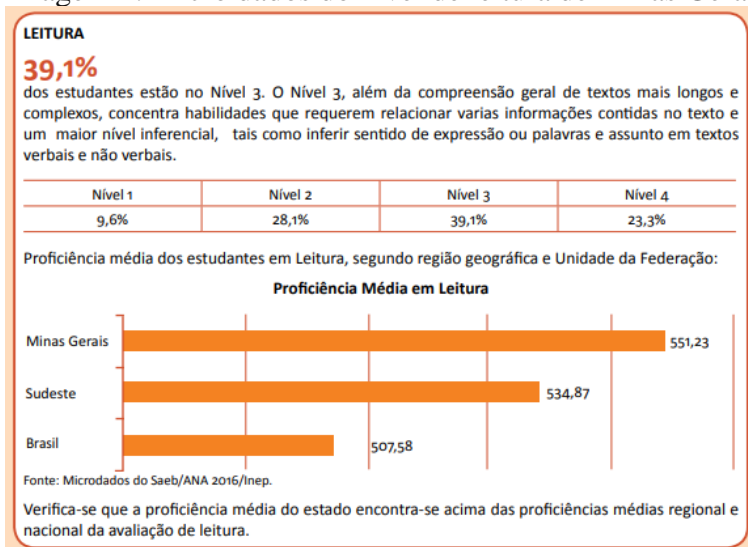 LEITURA
39,1%
dos estudantes estão no Nível 3. O Nível 3, além da compreensão geral de textos mais longos e
complexos, concentra habilidades que requerem relacionar varias informações contidas no texto e
um maior nível inferencial, tais como inferir sentido de expressão ou palavras e assunto em textos
verbais e não verbais.
Nível 1 Nível 2 Nível 3 Nível 4
9,6% 28,1% 39,1% 23,3%
Proficiência média dos estudantes em Leitura, segundo região geográfica e Unidade da Federação:
Proficiência Média em Leitura
Minas Gerais 551,23
Sudeste 534,87
Brasil 507,58
Fonte: Microdados do Saeb/ANA 2016/Inep.
Verifica-se que a proficiência média do estado encontra-se acima das proficiências médias regional e
nacional da avaliação de leitura.